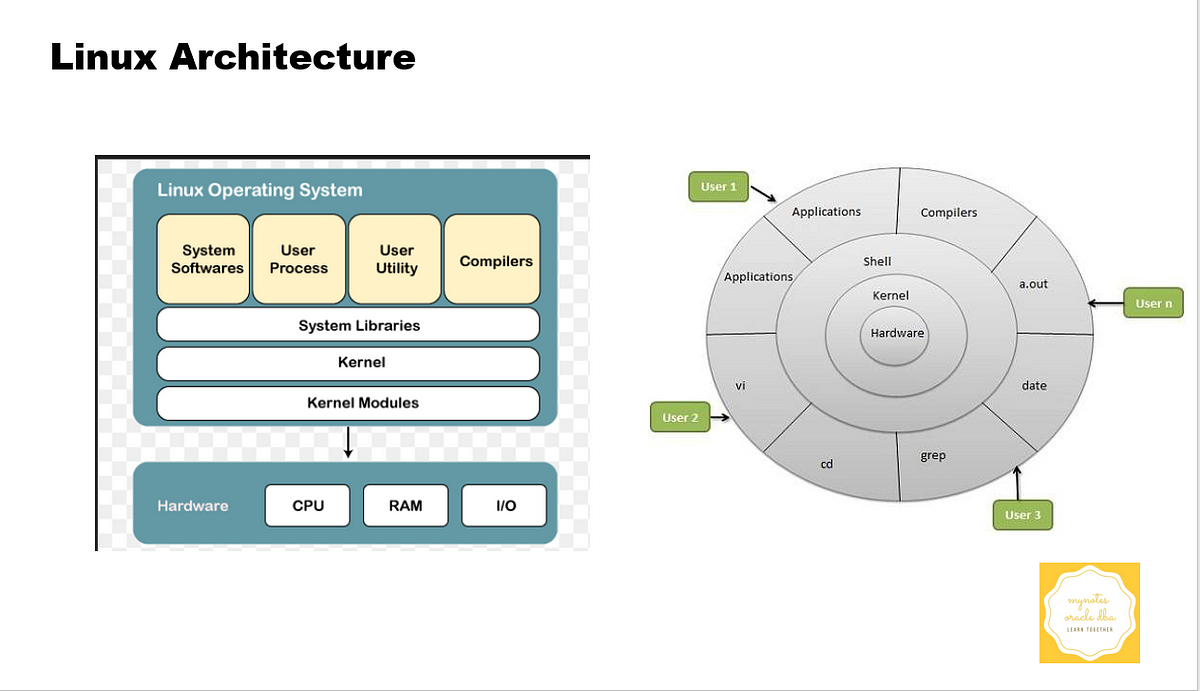 Linux Architecture
Linux Operating System
System
Softwares
User
Process
User
Utility
Compilers
System Libraries
Kernel
Kernel Modules
Hardware
CPU
RAM
I/O
User 1
Applications
Compilers
Applications
Shell
a.out
Kernel
User n
Hardware
vi
date
User 2
cd
grep
User 3
mynotes
oracle dba
LEARN TOGETHER